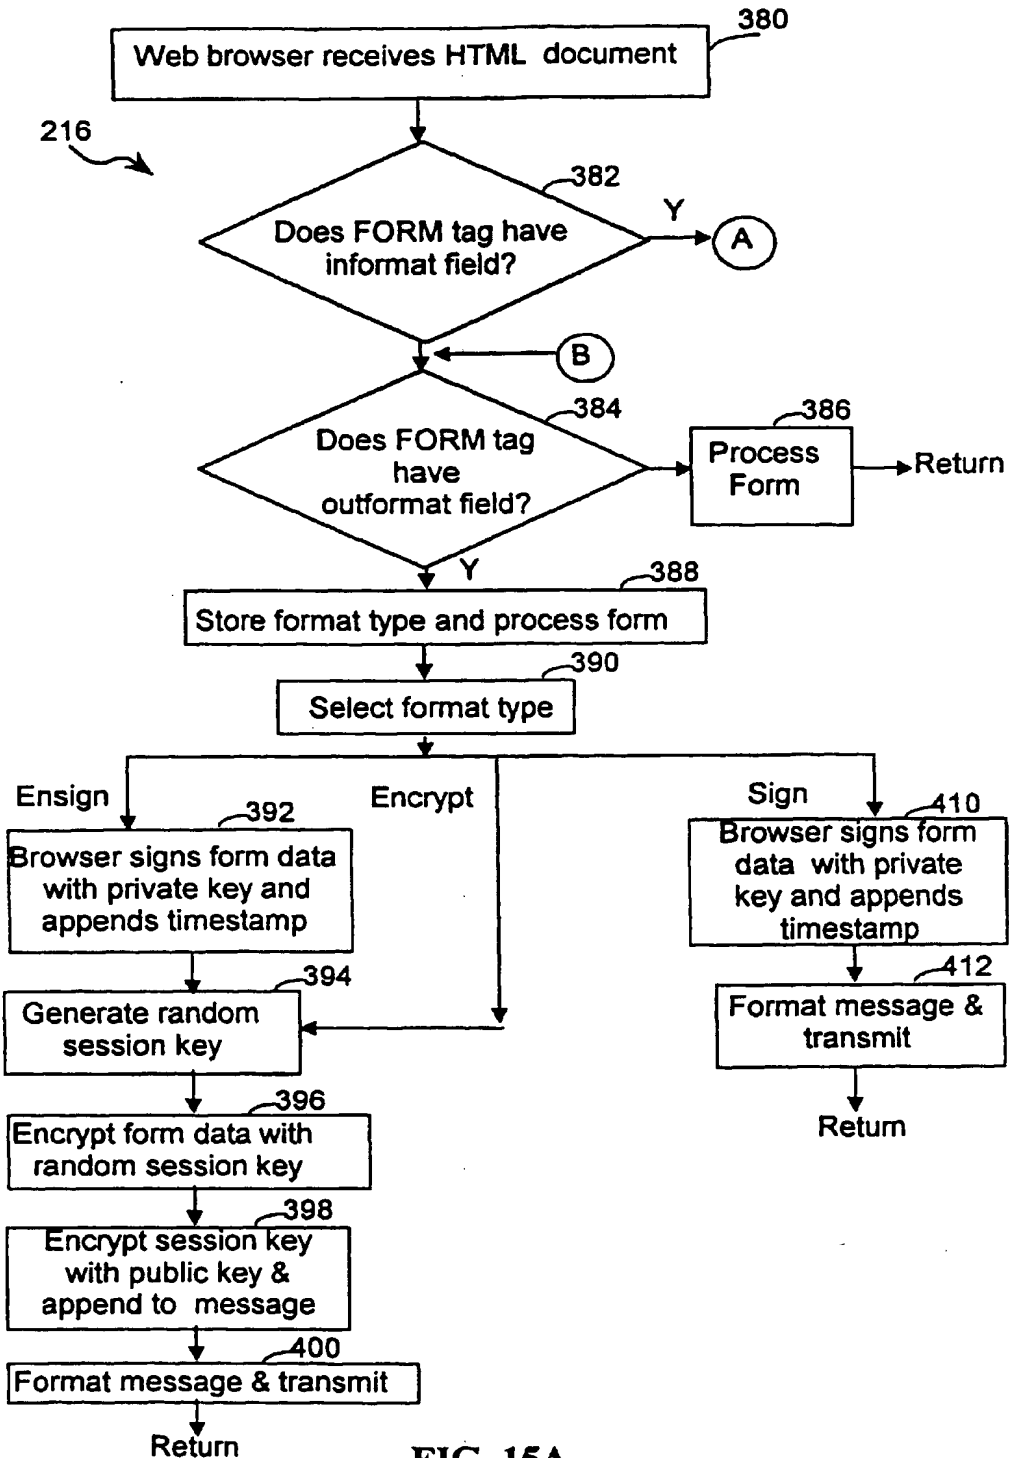 380
Web browser receives HTML document
216
382
Does FORM tag have
informat field?
Y
A
B
384
Does FORM tag
have
outformat field?
386
Process
Form
Return
Y
388
Store format type and process form
390
Select format type
Ensign
Encrypt
Sign
392
Browser signs form data
with private key and
appends timestamp
410
Browser signs form
data with private
key and appends
timestamp
394
Generate random
session key
412
Format message &
transmit
Return
396
Encrypt form data with
random session key
398
Encrypt session key
with public key &
append to message
400
Format message & transmit
Return
FIG. 15A